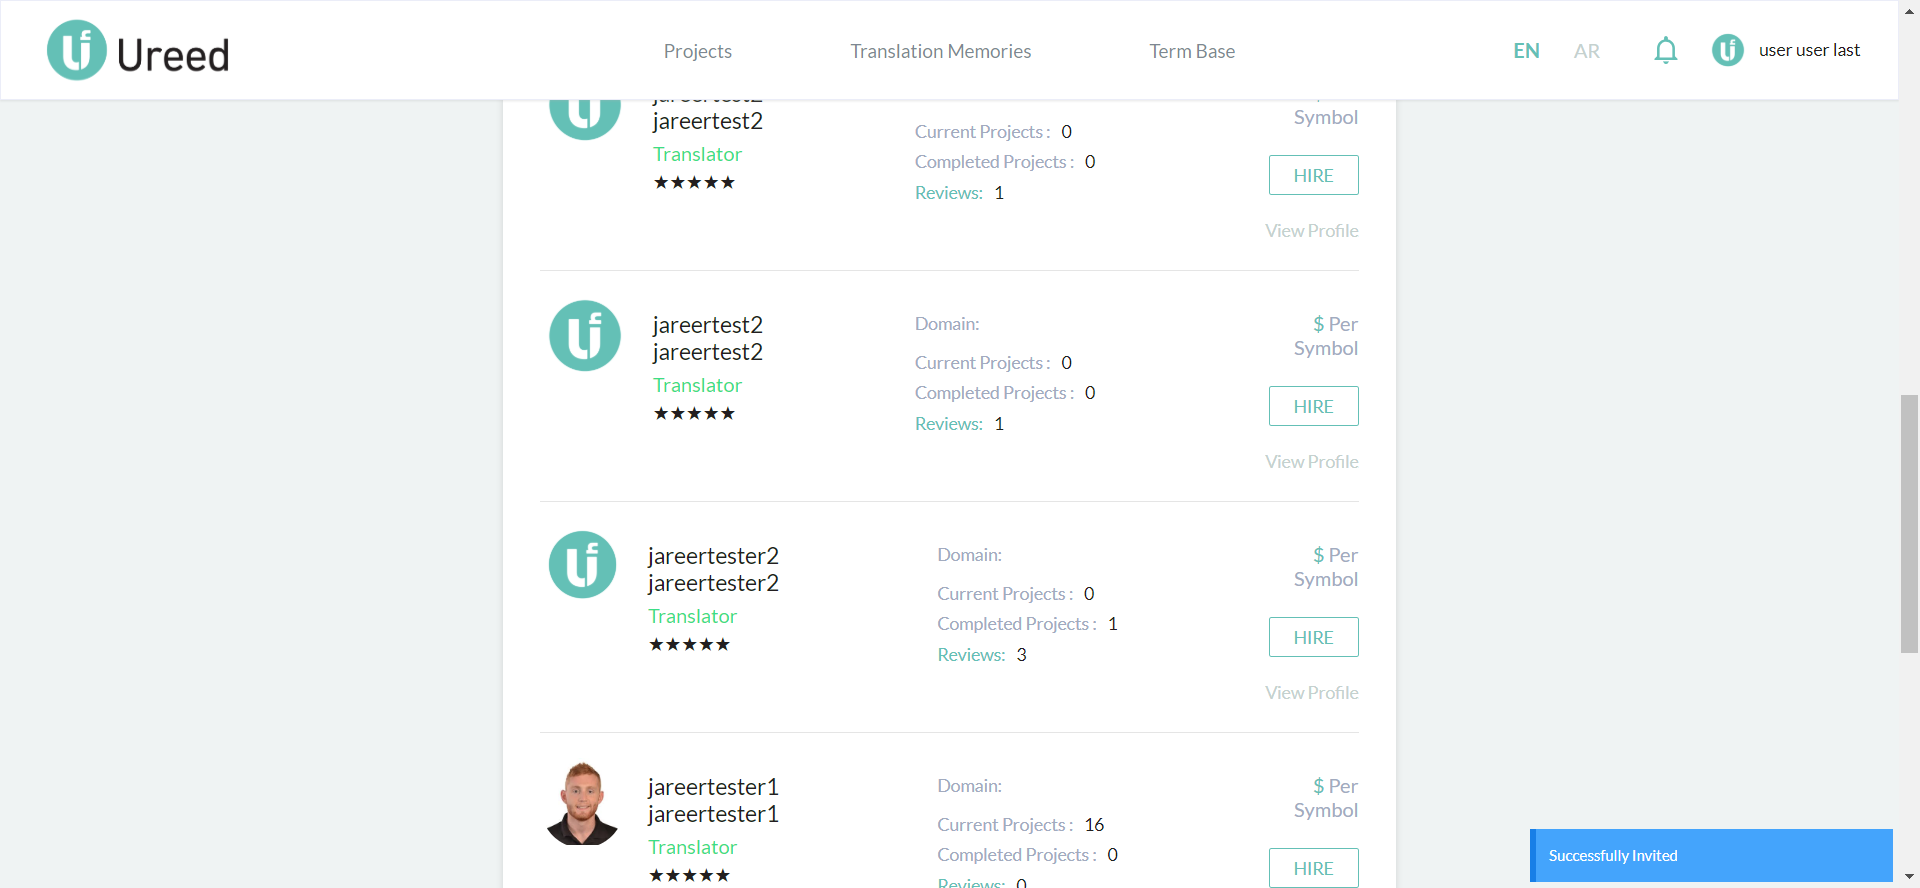 Ureed
Projects
Translation Memories
Term Base
EN
AR
user user last
jareertest2
Translator
★★★★★
Current Projects : 0
Completed Projects : 0
Reviews: 1
Symbol
HIRE
View Profile
jareertest2
jareertest2
Translator
★★★★★
Domain:
Current Projects : 0
Completed Projects : 0
Reviews: 1
$ Per
Symbol
HIRE
View Profile
jareertester2
jareertester2
Translator
★★★★★
Domain:
Current Projects : 0
Completed Projects : 1
Reviews: 3
$ Per
Symbol
HIRE
View Profile
jareertester1
jareertester1
Translator
★★★★★
Domain:
Current Projects : 16
Completed Projects : 0
Reviews: 0
$ Per
Symbol
HIRE
Successfully Invited